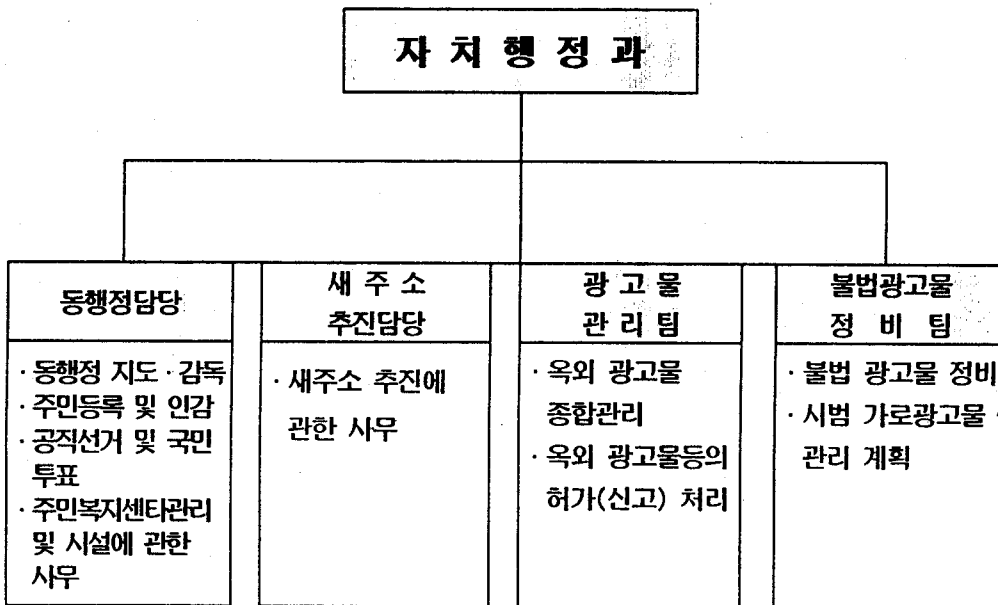 자 치 행 정 과
동행정담당
· 동행정 지도 · 감독
· 주민등록 및 인감
· 공직선거 및 국민
투표
· 주민복지센타관리
및 시설에 관한
사무
새 주 소
추진담당
· 새주소 추진에
관한 사무
광 고 물
관 리 팀
· 옥외 광고물
종합관리
· 옥외 광고물등의
허가(신고) 처리
불법광고물
정 비 팀
· 불법 광고물 정비
· 시범 가로광고물
관리 계획